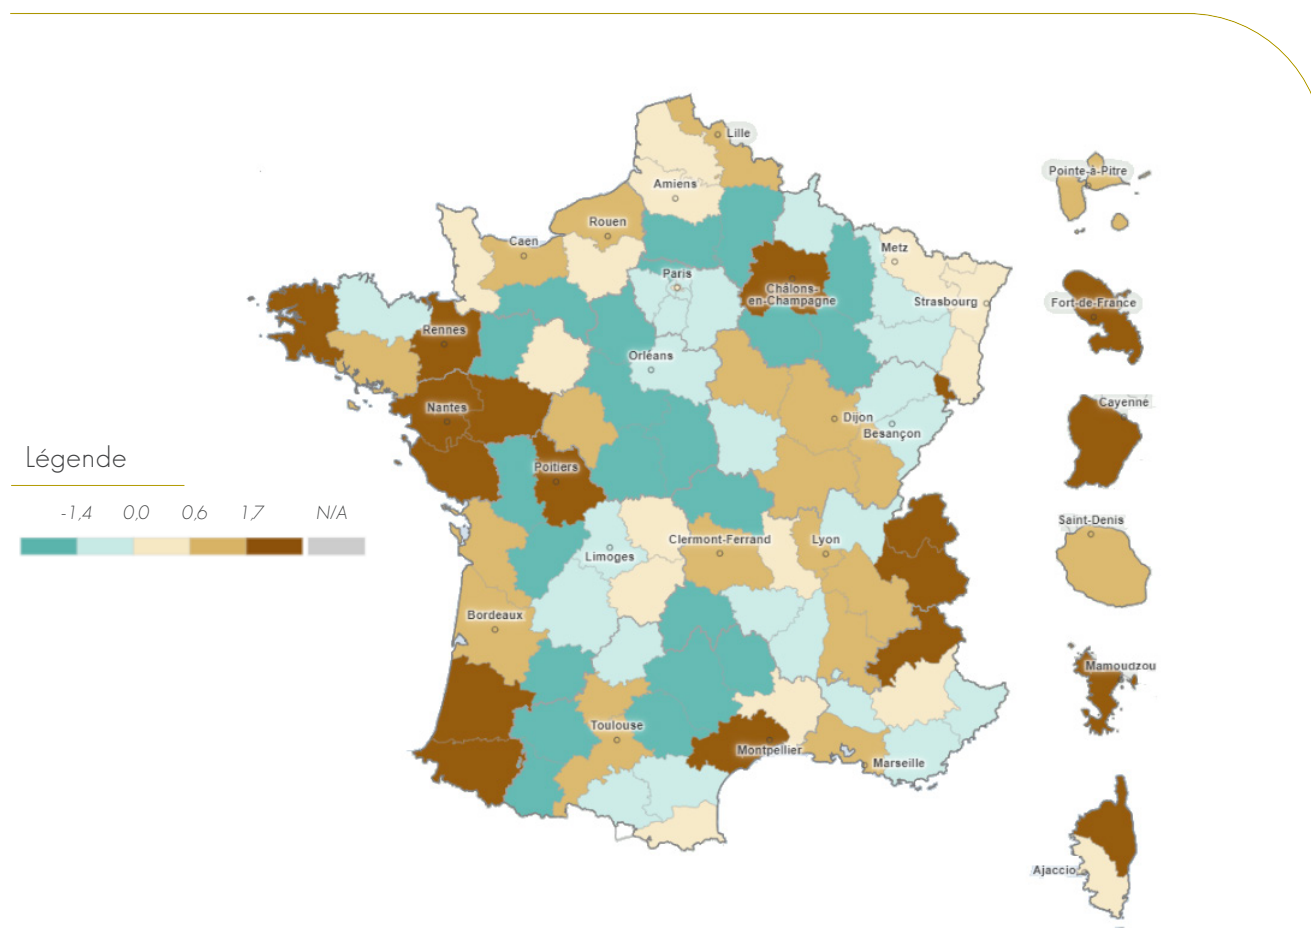 Lille
Pointe-à-Pitre
Amiens
Rouen
Caen
Metz
Paris
Châlons-
en-Champagne
Strasbourg
Fort-de-France
Rennes
Orléans
Nantes
Dijon
Besançon
Cayenne
Légende
Poitiers
-1,4 0,0 0,6 1,7 N/A
Saint-Denis
Limoges
Clermont-Ferrand
Lyon
Bordeaux
Mamoudzou
Toulouse
Montpellier
Marseille
Ajaccio